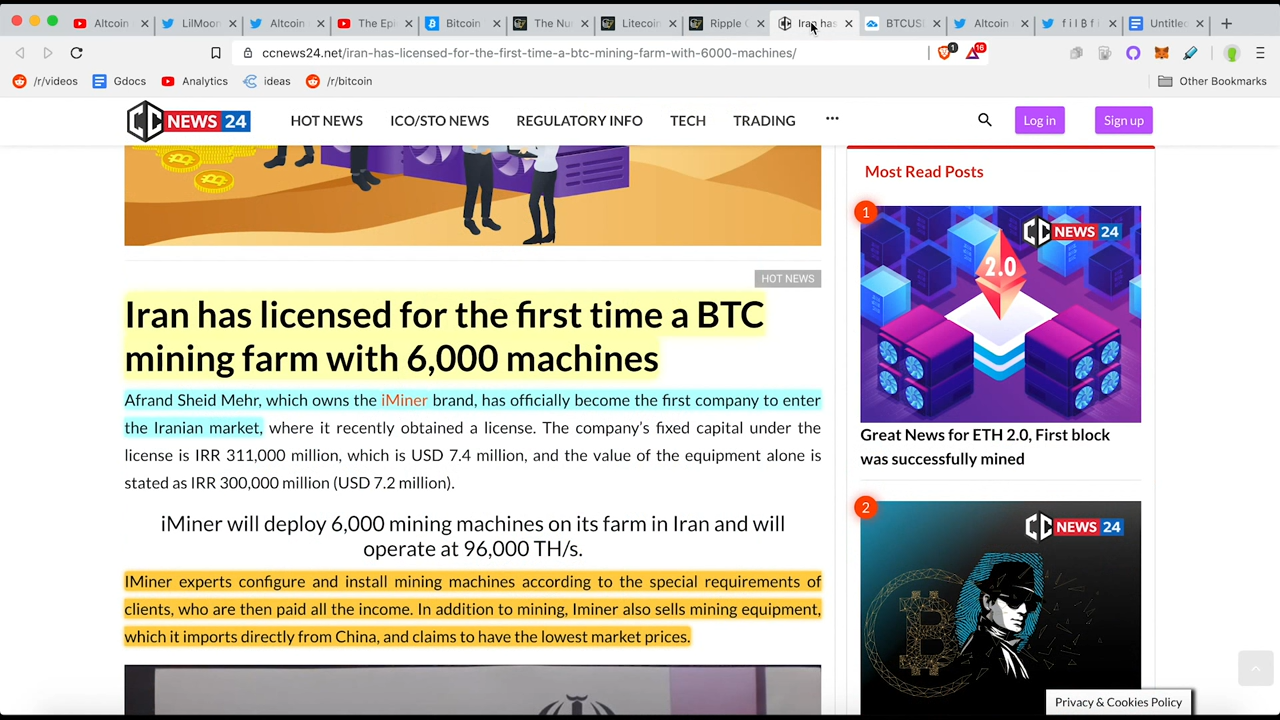 Altcoin
LilMoon
Altcoin
The Epi
Bitcoin
The Nu
Litecoin
Ripple
Iran has
BTCUS
Altcoin
f i l β f i
Untitled
ccnews24.net/iran-has-licensed-for-the-first-time-a-btc-mining-farm-with-6000-machines/
1
16
/r/videos
Gdocs
Analytics
ideas
/r/bitcoin
Other Bookmarks
CC NEWS 24
HOT NEWS
ICO/STO NEWS
REGULATORY INFO
TECH
TRADING
Log in
Sign up
HOT NEWS
Iran has licensed for the first time a BTC
mining farm with 6,000 machines
Afrand Sheid Mehr, which owns the iMiner brand, has officially become the first company to enter
the Iranian market, where it recently obtained a license. The company's fixed capital under the
license is IRR 311,000 million, which is USD 7.4 million, and the value of the equipment alone is
stated as IRR 300,000 million (USD 7.2 million).
iMiner will deploy 6,000 mining machines on its farm in Iran and will
operate at 96,000 TH/s.
IMiner experts configure and install mining machines according to the special requirements of
clients, who are then paid all the income. In addition to mining, Iminer also sells mining equipment,
which it imports directly from China, and claims to have the lowest market prices.
Most Read Posts
1
CC NEWS 24
2.0
Great News for ETH 2.0, First block
was successfully mined
2
CC NEWS 24
Privacy & Cookies Policy